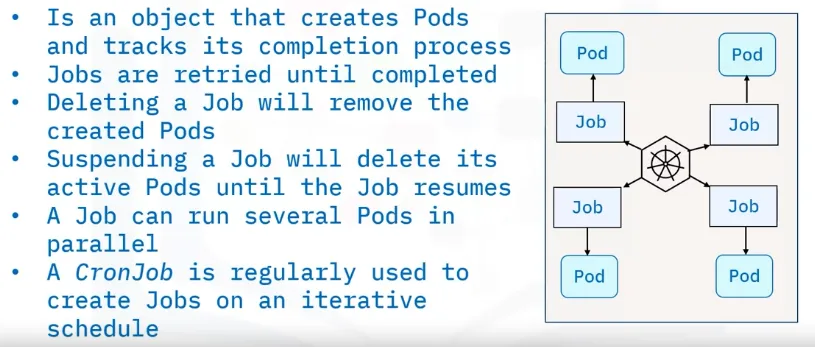 • Is an object that creates Pods
and tracks its completion process
• Jobs are retried until completed
• Deleting a Job will remove the
created Pods
• Suspending a Job will delete its
active Pods until the Job resumes
• A Job can run several Pods in
parallel
• A CronJob is regularly used to
create Jobs on an iterative
schedule
Pod
Pod
Job
Job
Job
Job
Pod
Pod